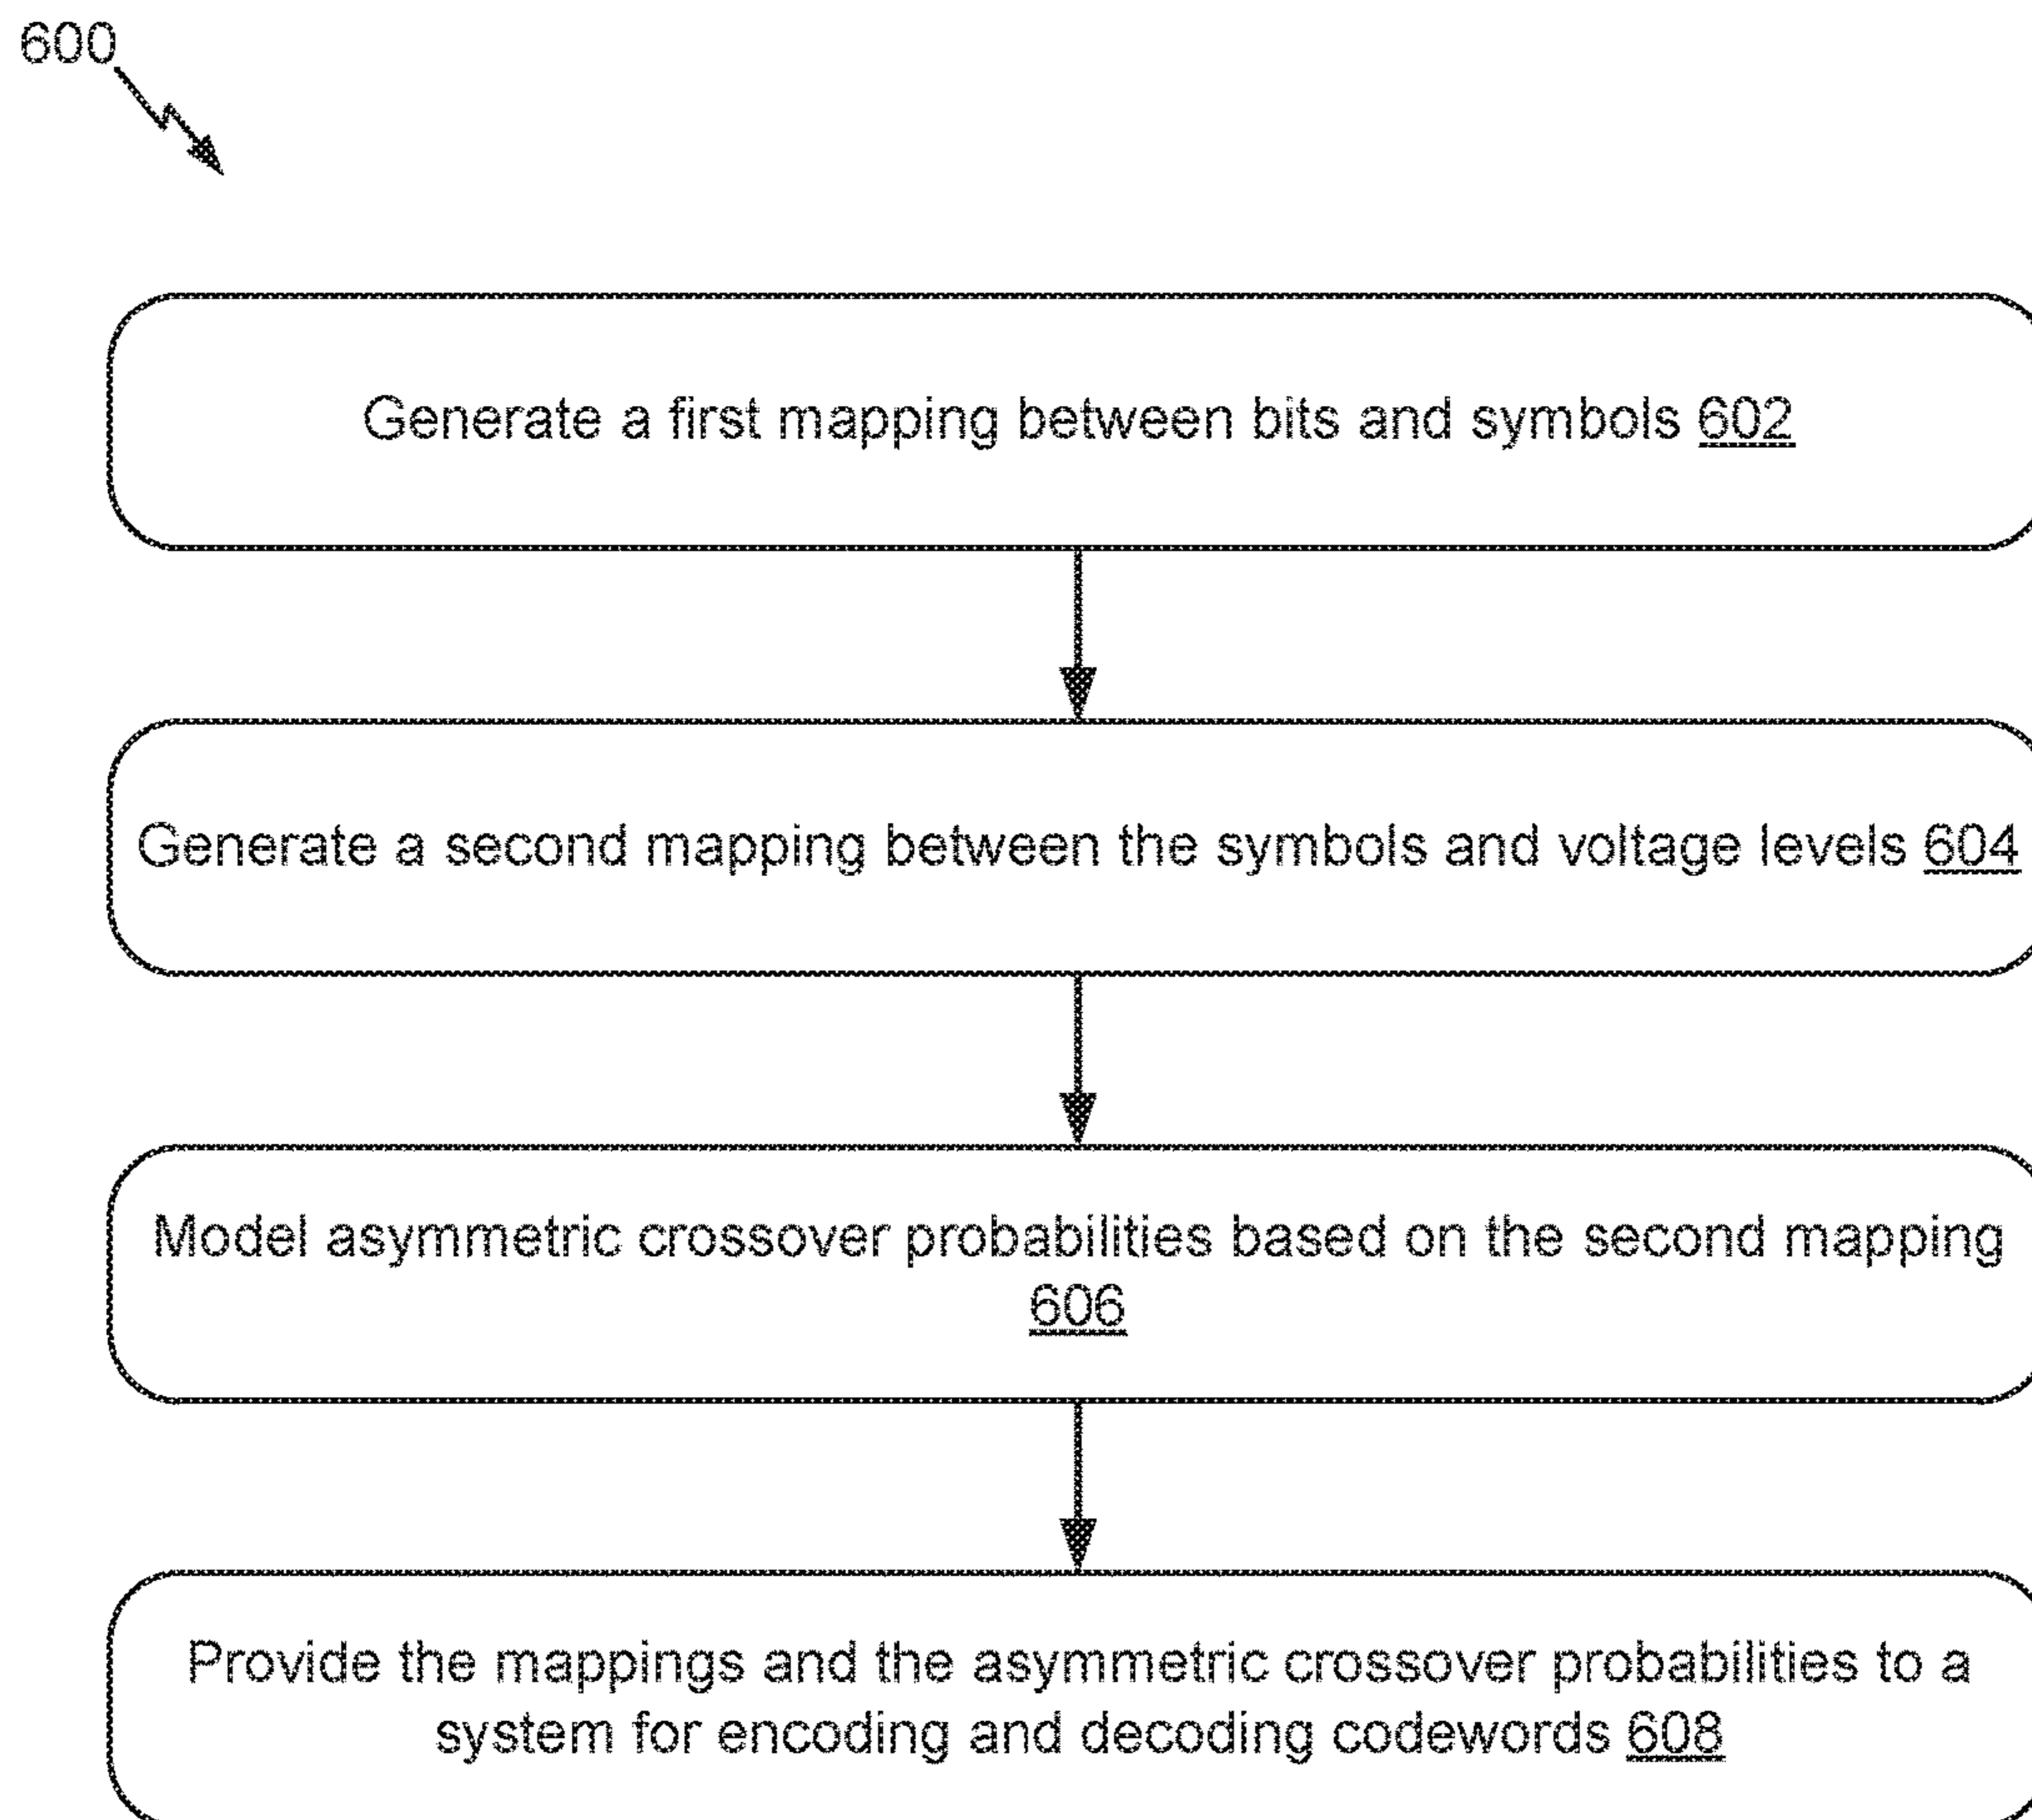 600
Generate a first mapping between bits and symbols 602
Generate a second mapping between the symbols and voltage levels 604
Model asymmetric crossover probabilities based on the second mapping
606
Provide the mappings and the asymmetric crossover probabilities to a
system for encoding and decoding codewords 608